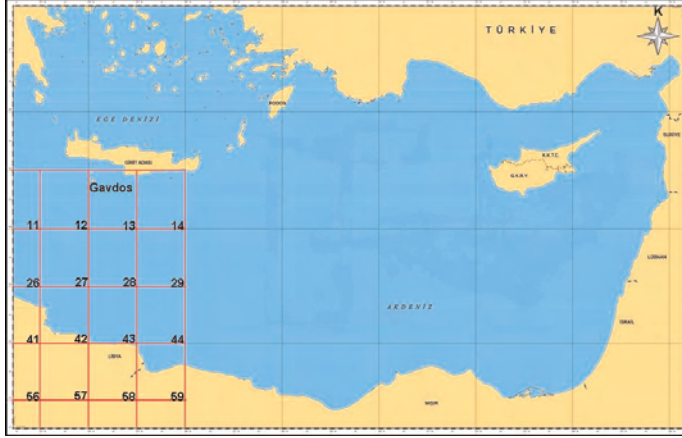 K
TÜRKİYE
RODOS
EGE DENİZİ
SURİYE
GİRİT ADASI
K.K.T.C.
G.K.R.Y.
Gavdos
11 12 13 14
LÜBNAN
26 27 28 29
AKDENİZ
İSRAİL
41 42 43 44
LİBYA
56 57 58 59
MISIR